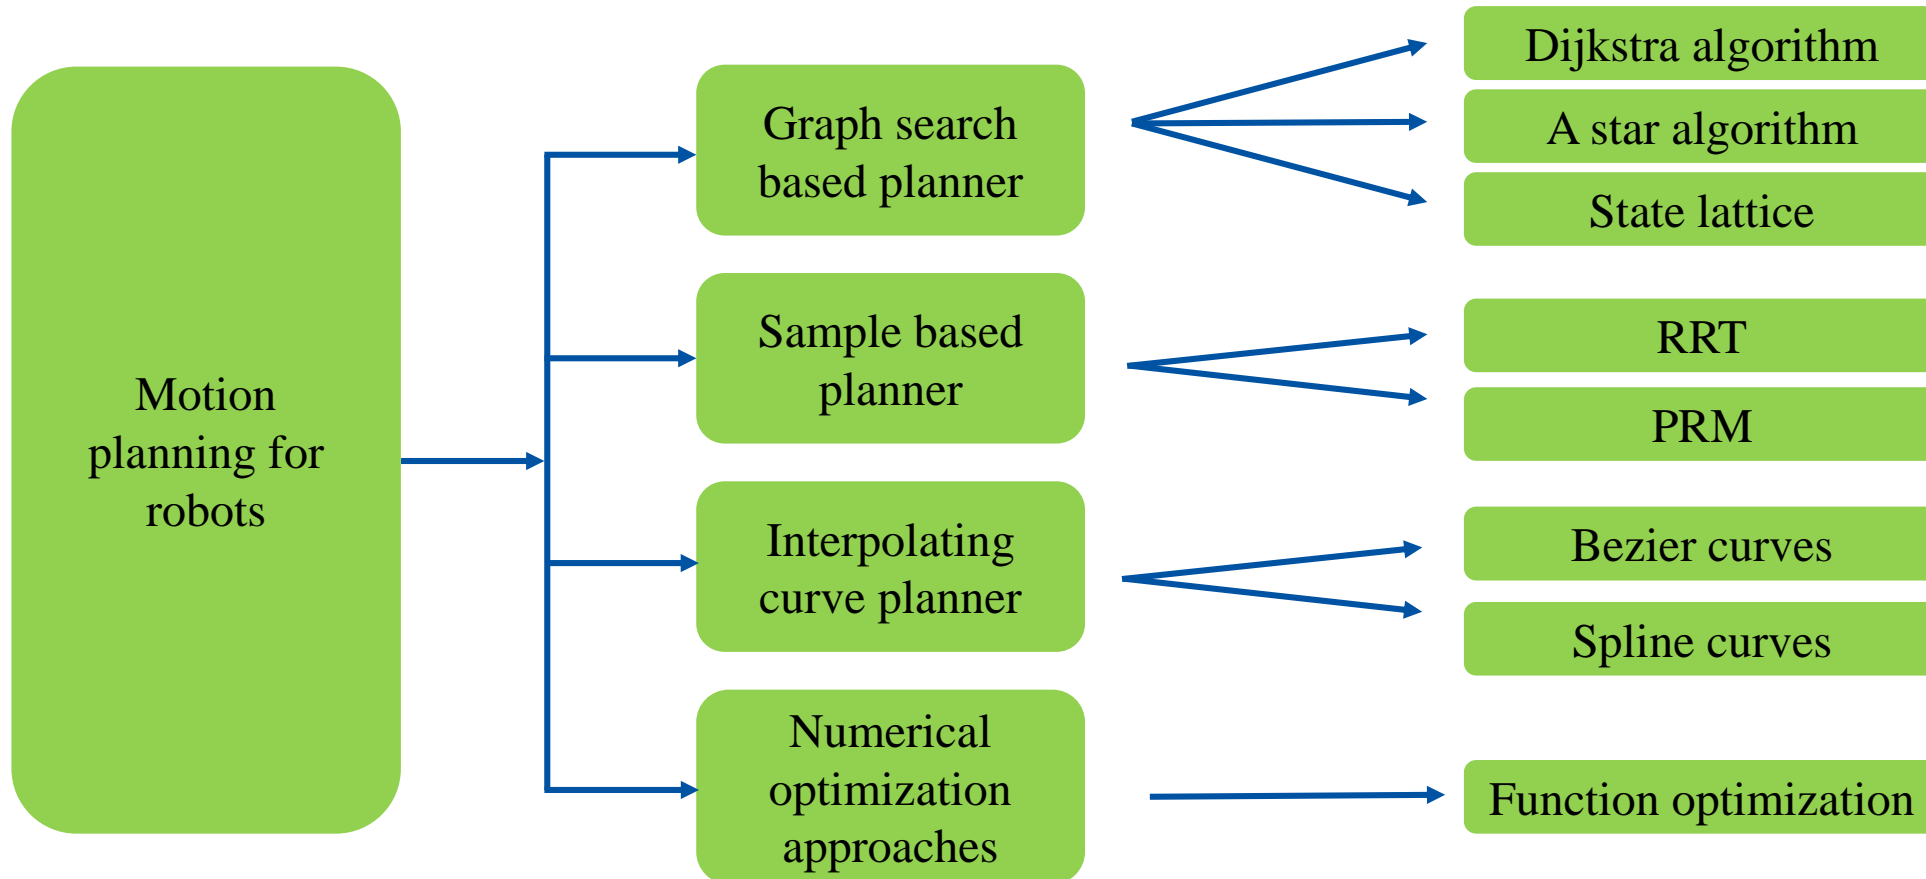 Motion
planning for
robots
Graph search
based planner
Sample based
planner
Interpolating
curve planner
Numerical
optimization
approaches
Dijkstra algorithm
A star algorithm
State lattice
RRT
PRM
Bezier curves
Spline curves
Function optimization